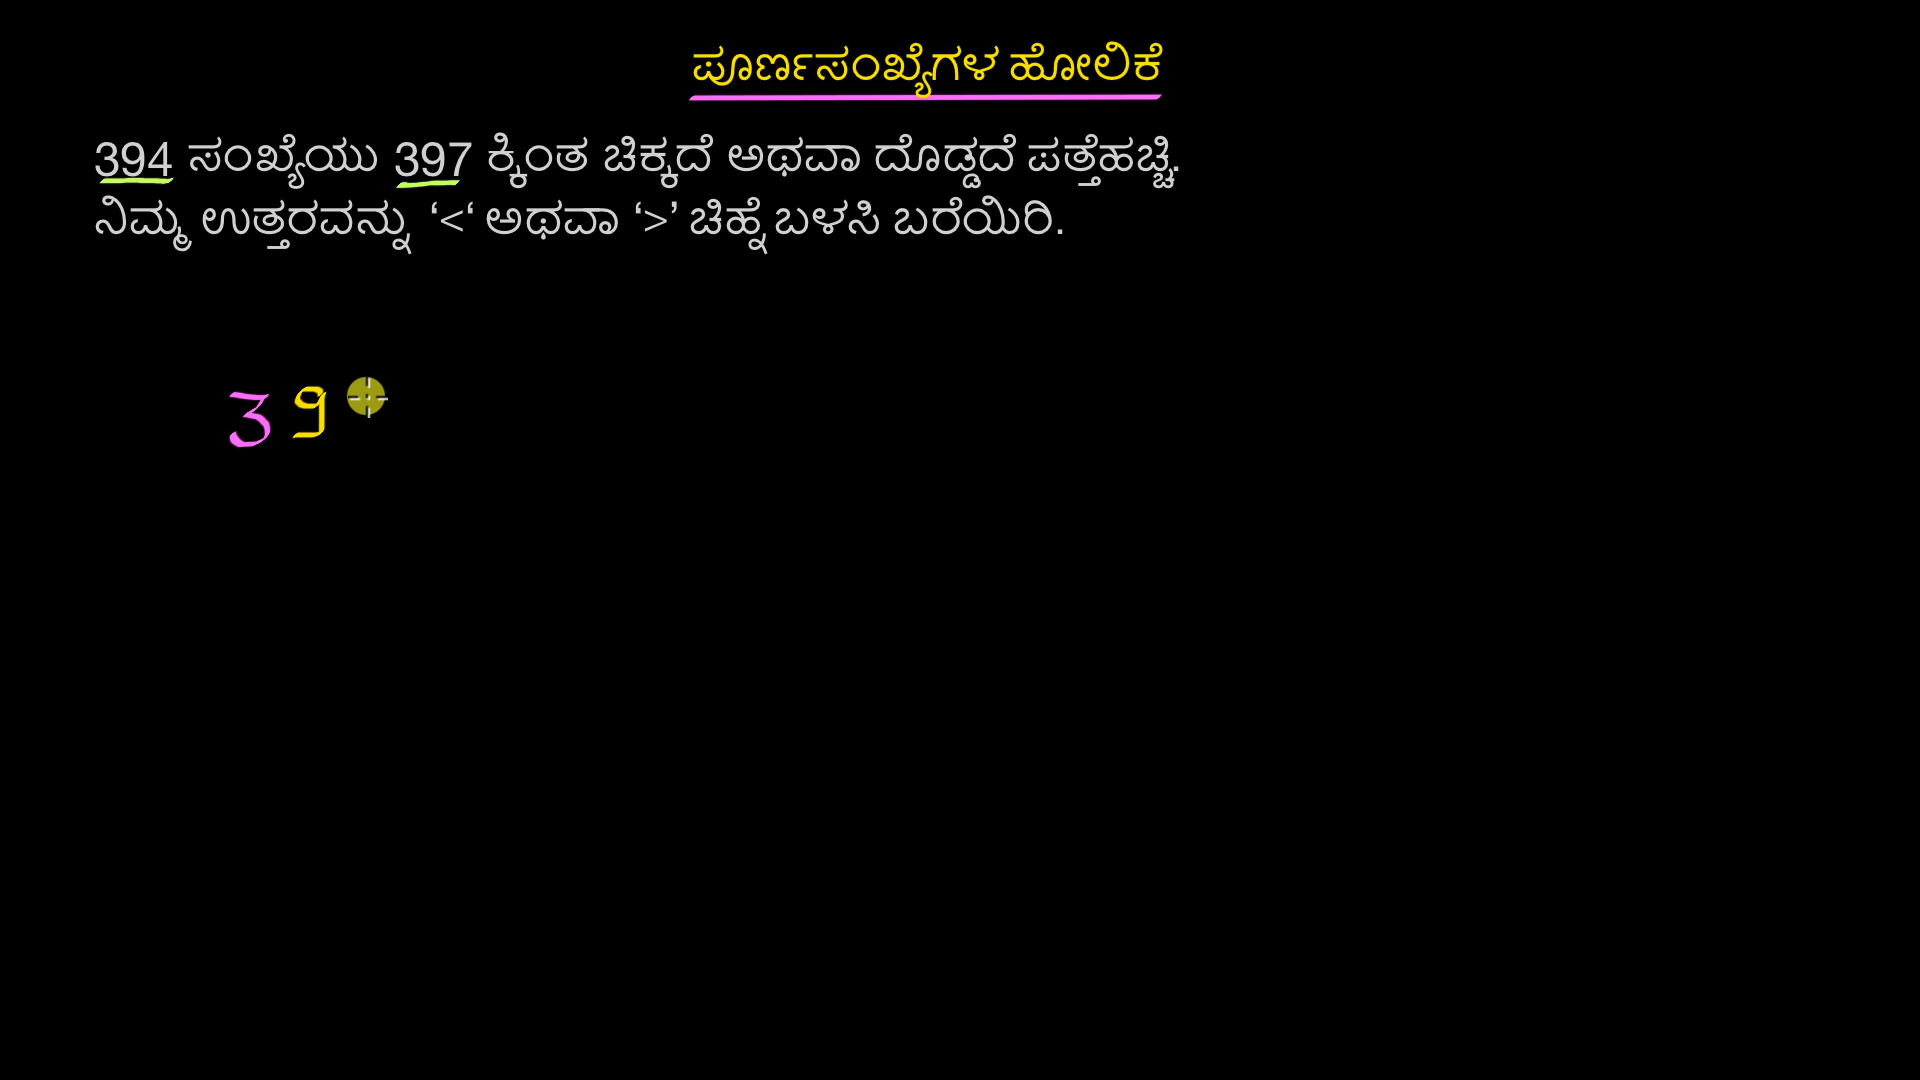 ಪೂರ್ಣಸಂಖ್ಯೆಗಳ ಹೋಲಿಕೆ
394 ಸಂಖ್ಯೆಯು 397 ಕ್ಕಿಂತ ಚಿಕ್ಕದೆ ಅಥವಾ ದೊಡ್ಡದೆ ಪತ್ತೆಹಚ್ಚಿ.
ನಿಮ್ಮ ಉತ್ತರವನ್ನು ‘<‘ ಅಥವಾ ‘>’ ಚಿಹ್ನೆ ಬಳಸಿ ಬರೆಯಿರಿ.
39